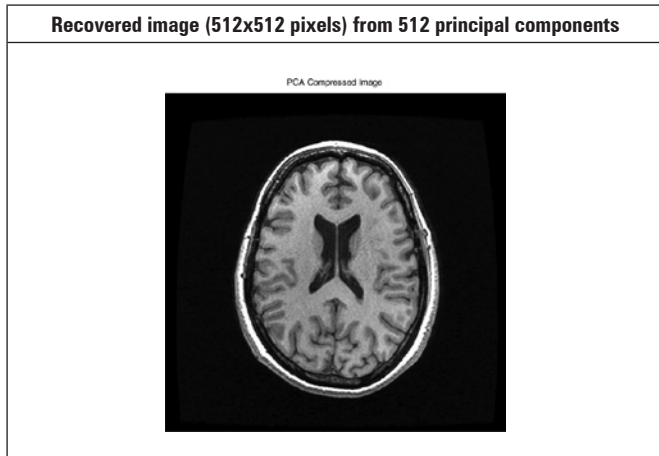 Recovered image (512x512 pixels) from 512 principal components
PCA Compressed Image